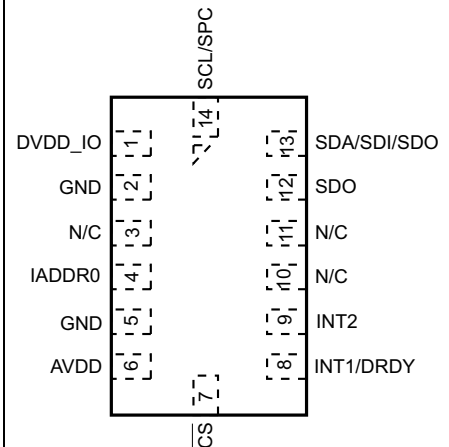 SCL/SPC
14
DVDD_IO 1 13 SDA/SDI/SDO
GND 2 12 SDO
N/C 3 11 N/C
IADDR0 4 10 N/C
GND 5 9 INT2
AVDD 6 8 INT1/DRDY
7
CS